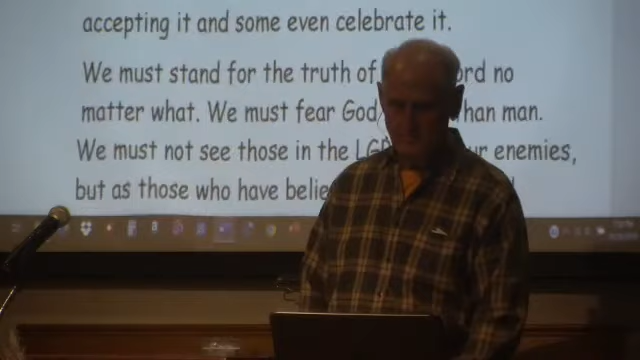 accepting it and some even celebrate it.
We must stand for the truth of ord no
matter what. We must fear God han man.
We must not see those in the LG ur enemies,
but as those who have belie